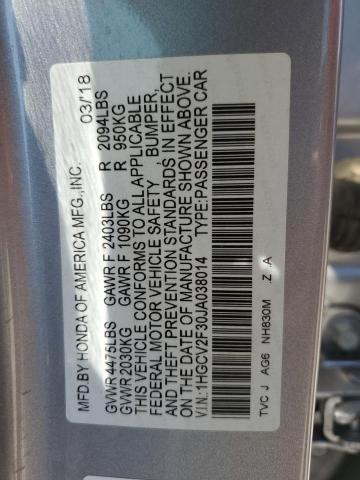 MFD.BY HONDA OF AMERICA MFG.,INC. 03/'18
GVWR 4475LBS GAWR F 2403LBS R 2094LBS
GVWR 2030KG GAWR F 1090KG R 950KG
THIS VEHICLE CONFORMS TO ALL APPLICABLE
FEDERAL MOTOR VEHICLE SAFETY, BUMPER,
AND THEFT PREVENTION STANDARDS IN EFFECT
ON THE DATE OF MANUFACTURE SHOWN ABOVE.
V.I.N.: 1HGCV2F30JA038014 TYPE:PASSENGER CAR
TVC J AG6 NH830M .Z .A